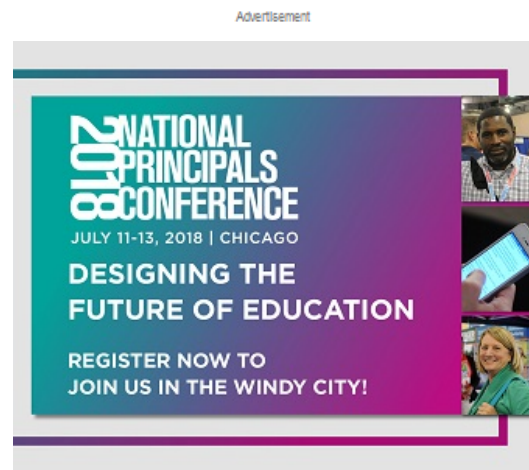 Advertisement
2018
NATIONAL
PRINCIPALS
CONFERENCE
JULY 11-13, 2018 | CHICAGO
DESIGNING THE
FUTURE OF EDUCATION
REGISTER NOW TO
JOIN US IN THE WINDY CITY!